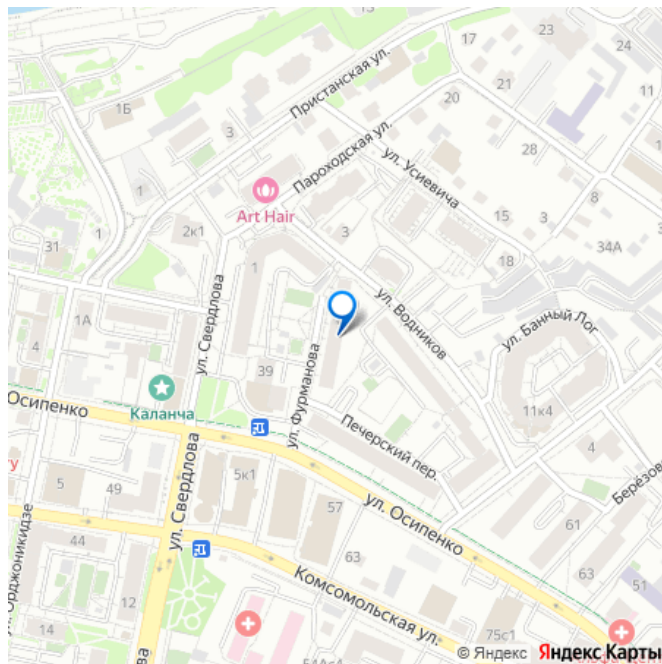 13
23
24
17
Пристанская ул.
1Б
20
21
11
Пароходская ул.
3
ул. Усиевича
28
1
Art Hair
8
2к1
3
15
3
31
1
34А
18
1
ул. Свердлова
ул. Водников
ул. Банный Лог
1А
4
ул. Фурманова
39
Каланча
11к4
Осипенко
Печерский пер.
4
5к1
ул. Свердлова
Берёзов
5
49
57
ул. Осипенко
61
44
63
63
Орджоникидзе
51
12
Комсомольская ул.
14
75с1
© Яндекс Яндекс Карты